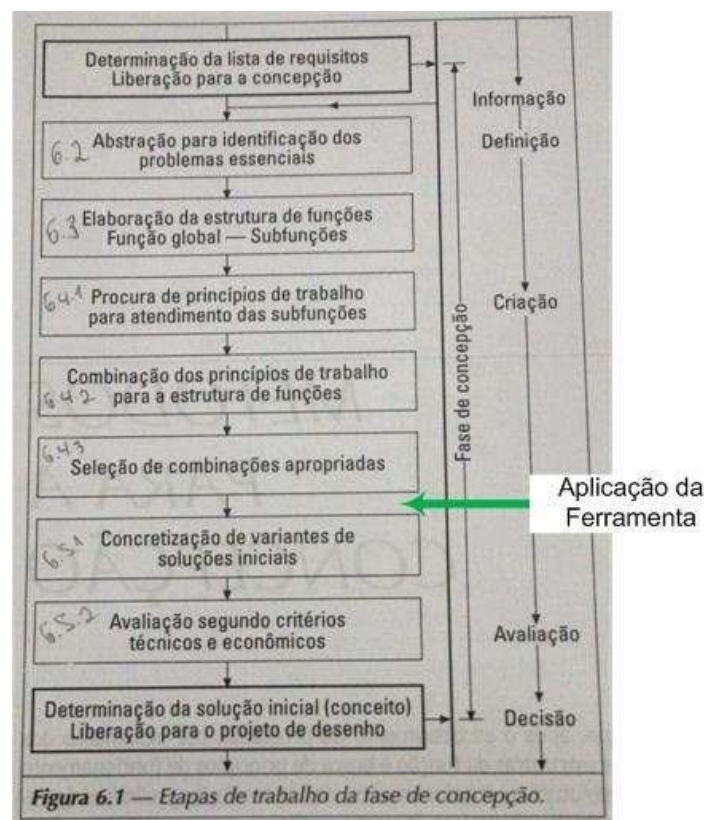 Determinação da lista de requisitos
Liberação para a concepção
Informação
6.2 Abstração para identificação dos
problemas essenciais
Definição
6.3 Elaboração da estrutura de funções
Função global — Subfunções
6.4.1 Procura de princípios de trabalho
para atendimento das subfunções
Criação
Combinação dos princípios de trabalho
6.4.2 para a estrutura de funções
Fase de concepção
6.4.3
Seleção de combinações apropriadas
Aplicação da
Ferramenta
6.5.1 Concretização de variantes de
soluções iniciais
6.5.2 Avaliação segundo critérios
técnicos e econômicos
Avaliação
Determinação da solução inicial (conceito)
Liberação para o projeto de desenho
Decisão
Figura 6.1 — Etapas de trabalho da fase de concepção.